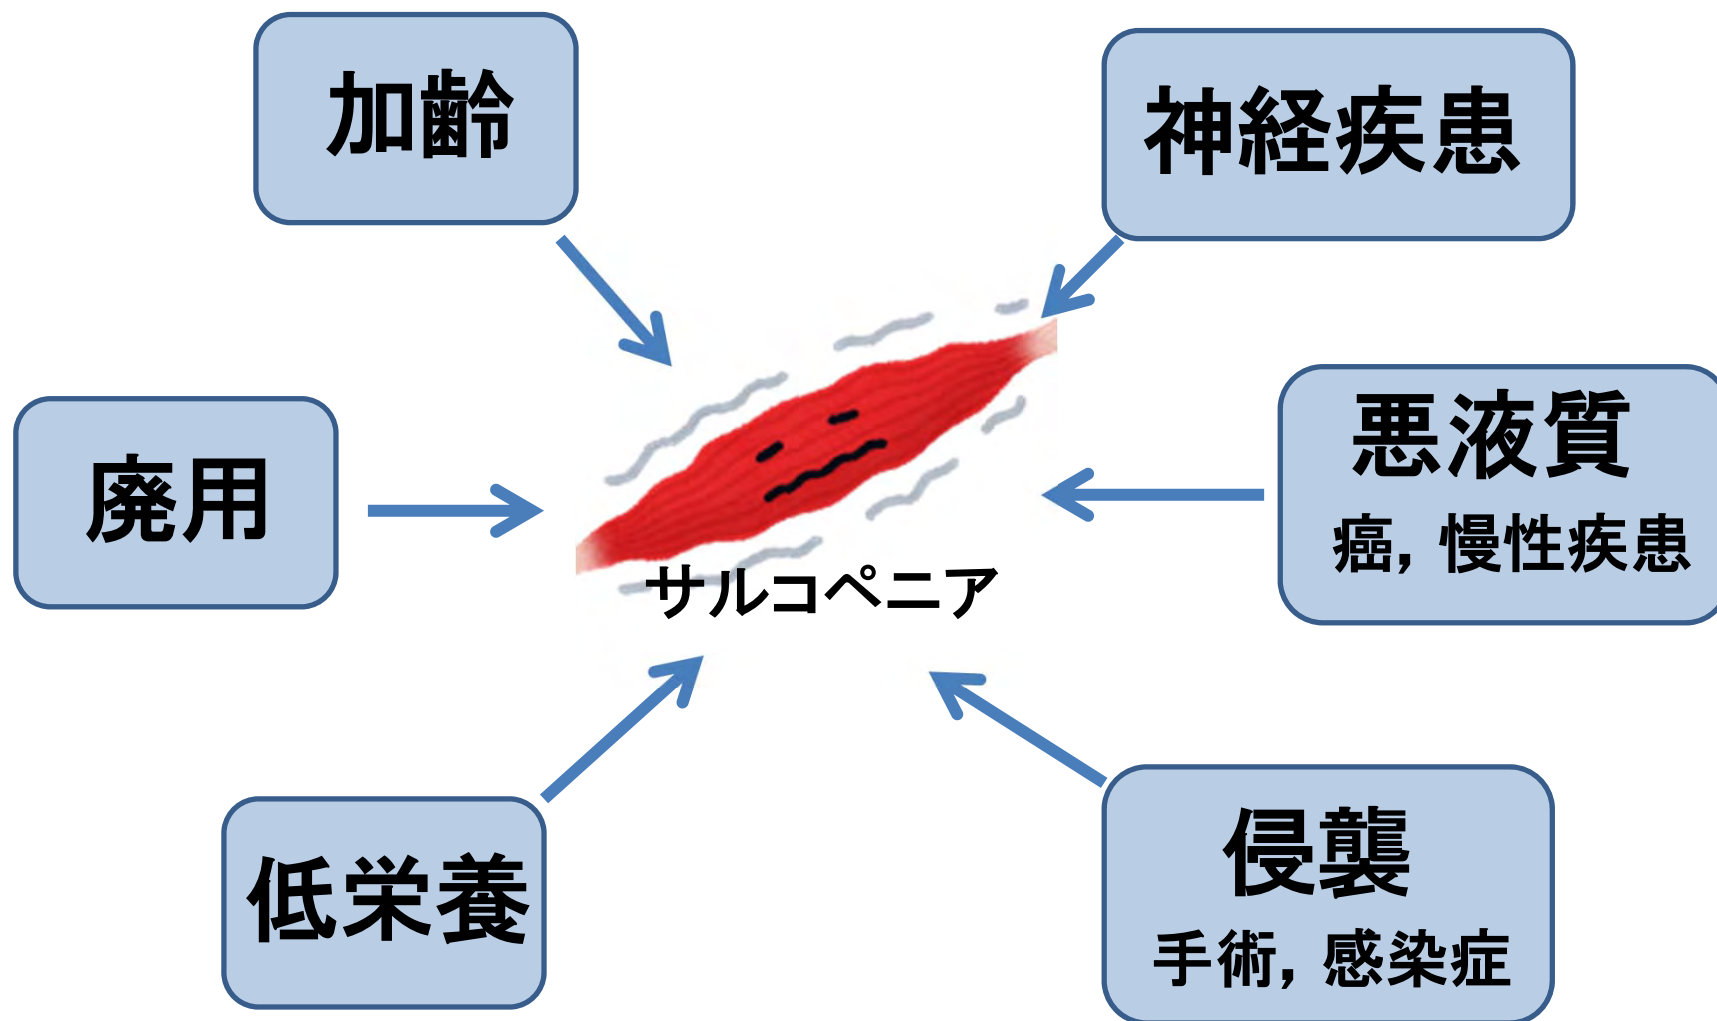 加齢
神経疾患
廃用
悪液質
癌，慢性疾患
サルコペニア
低栄養
侵襲
手術，感染症